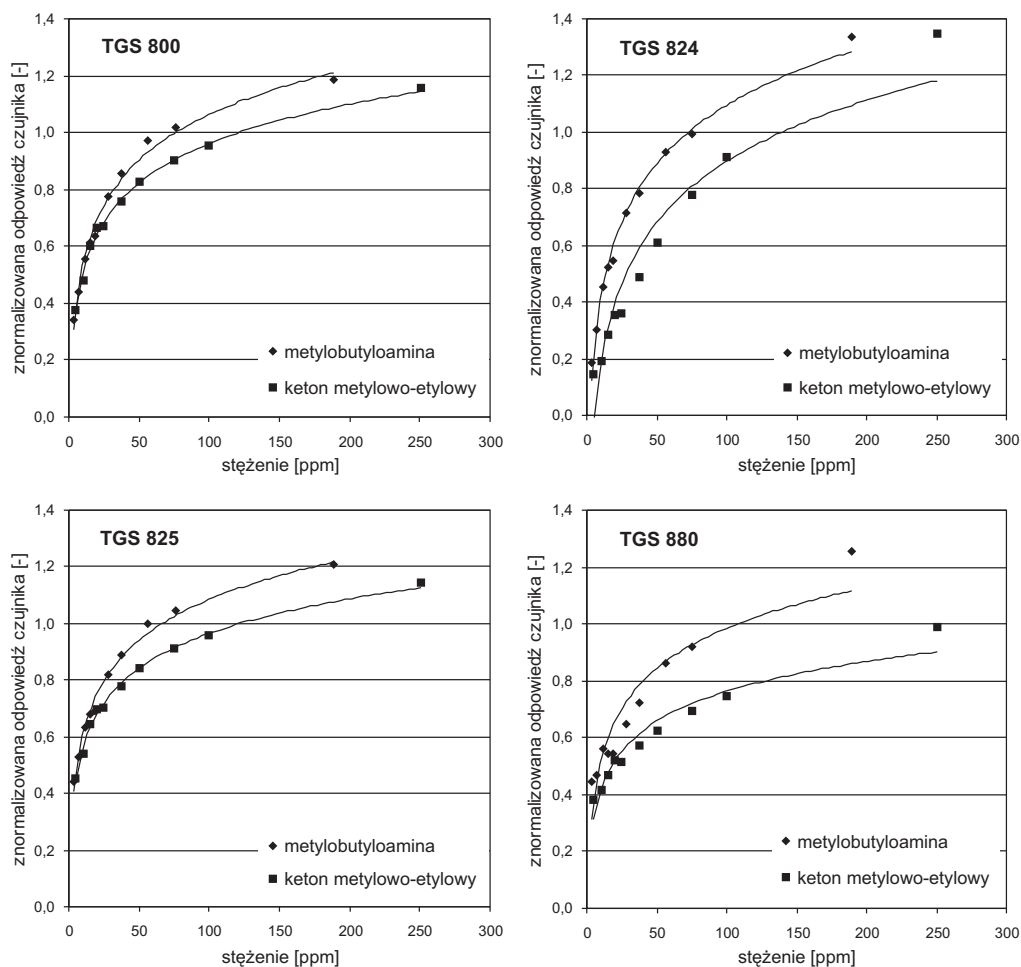 TGS 800
znormalizowana odpowiedź czujnika [-]
1,4
1,2
1,0
0,8
0,6
0,4
0,2
0,0
metylobutyloamina
keton metylowo-etylowy
0 50 100 150 200 250 300
stężenie [ppm]
TGS 824
znormalizowana odpowiedź czujnika [-]
1,4
1,2
1,0
0,8
0,6
0,4
0,2
0,0
metylobutyloamina
keton metylowo-etylowy
0 50 100 150 200 250 300
stężenie [ppm]
TGS 825
znormalizowana odpowiedź czujnika [-]
1,4
1,2
1,0
0,8
0,6
0,4
0,2
0,0
metylobutyloamina
keton metylowo-etylowy
0 50 100 150 200 250 300
stężenie [ppm]
TGS 880
znormalizowana odpowiedź czujnika [-]
1,4
1,2
1,0
0,8
0,6
0,4
0,2
0,0
metylobutyloamina
keton metylowo-etylowy
0 50 100 150 200 250 300
stężenie [ppm]